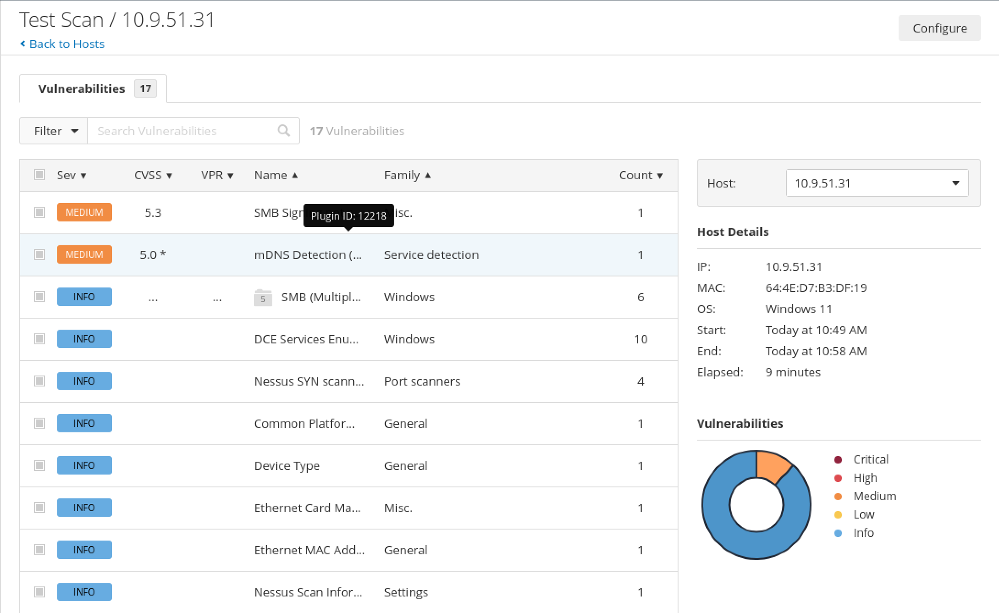 Test Scan / 10.9.51.31
Configure
Back to Hosts
Vulnerabilities 17
Filter Search Vulnerabilities 17 Vulnerabilities
Sev CVSS VPR Name Family Count
MEDIUM 5.3 SMB Misc. 1
Plugin ID: 12218
MEDIUM 5.0 * mDNS Detection (... Service detection 1
INFO ... ... 5 SMB (Multipl... Windows 6
INFO DCE Services Enu... Windows 10
INFO Nessus SYN scann... Port scanners 4
INFO Common Platfor... General 1
INFO Device Type General 1
INFO Ethernet Card Ma... Misc. 1
INFO Ethernet MAC Add... General 1
INFO Nessus Scan Infor... Settings 1
Host: 10.9.51.31
Host Details
IP: 10.9.51.31
MAC: 64:4E:D7:B3:DF:19
OS: Windows 11
Start: Today at 10:49 AM
End: Today at 10:58 AM
Elapsed: 9 minutes
Vulnerabilities
Critical
High
Medium
Low
Info